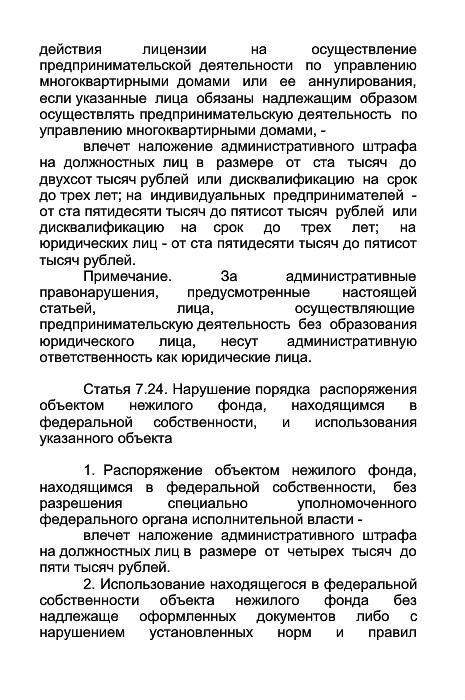 действия лицензии на осуществление
предпринимательской деятельности по управлению
многоквартирными домами или ее аннулирования,
если указанные лица обязаны надлежащим образом
осуществлять предпринимательскую деятельность по
управлению многоквартирными домами, -
влечет наложение административного штрафа
на должностных лиц в размере от ста тысяч до
двухсот тысяч рублей или дисквалификацию на срок
до трех лет; на индивидуальных предпринимателей -
от ста пятидесяти тысяч до пятисот тысяч рублей или
дисквалификацию на срок до трех лет; на
юридических лиц - от ста пятидесяти тысяч до пятисот
тысяч рублей.
Примечание. За административные
правонарушения, предусмотренные настоящей
статьей, лица, осуществляющие
предпринимательскую деятельность без образования
юридического лица, несут административную
ответственность как юридические лица.
Статья 7.24. Нарушение порядка распоряжения
объектом нежилого фонда, находящимся в
федеральной собственности, и использования
указанного объекта
1. Распоряжение объектом нежилого фонда,
находящимся в федеральной собственности, без
разрешения специально уполномоченного
федерального органа исполнительной власти -
влечет наложение административного штрафа
на должностных лиц в размере от четырех тысяч до
пяти тысяч рублей.
2. Использование находящегося в федеральной
собственности объекта нежилого фонда без
надлежаще оформленных документов либо с
нарушением установленных норм и правил